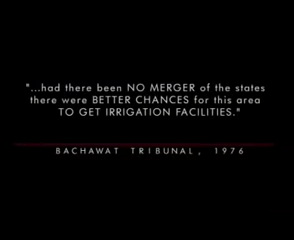 "...had there been NO MERGER of the states
there were BETTER CHANCES for this area
TO GET IRRIGATION FACILITIES."
BACHAWAT TRIBUNAL, 1976